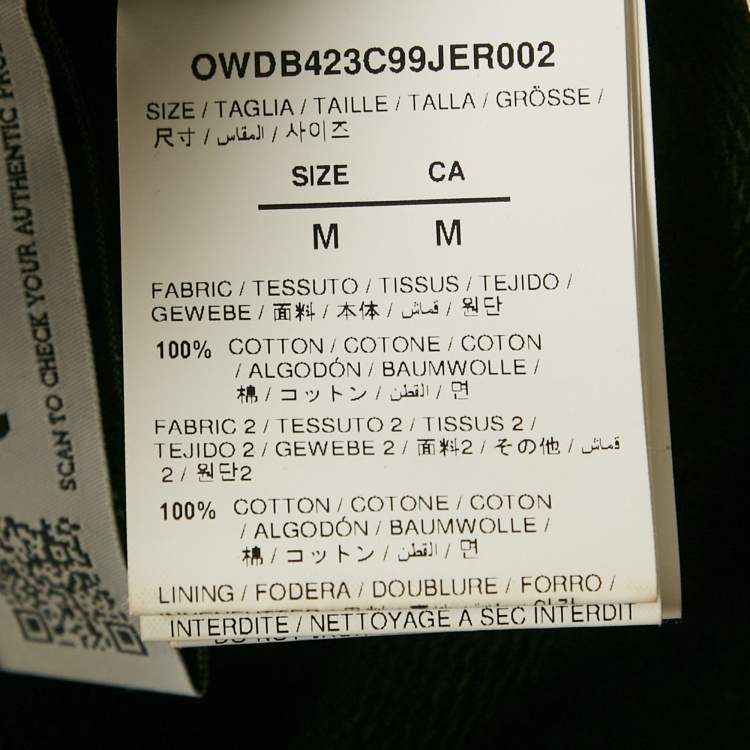 OWDB423C99JER002
SIZE / TAGLIA / TAILLE / TALLA / GRÖSSE /
尺寸 / المقاس / 사이즈
SIZE CA
M M
FABRIC / TESSUTO / TISSUS / TEJIDO /
GEWEBE / 面料 / 本体 / قماش / 원단
100% COTTON / COTONE / COTON
/ ALGODÓN / BAUMWOLLE /
棉 / コットン / القطن / 면
FABRIC 2 / TESSUTO 2 / TISSUS 2 /
TEJIDO 2 / GEWEBE 2 / 面料2 / その他 / قماش
2 / 원단2
100% COTTON / COTONE / COTON
/ ALGODÓN / BAUMWOLLE /
棉 / コットン / القطن / 면
LINING / FODERA / DOUBLURE / FORRO /
INTERDITE / NETTOYAGE A SEC INTERDIT
SCAN TO CHECK YOUR AUTHENTIC